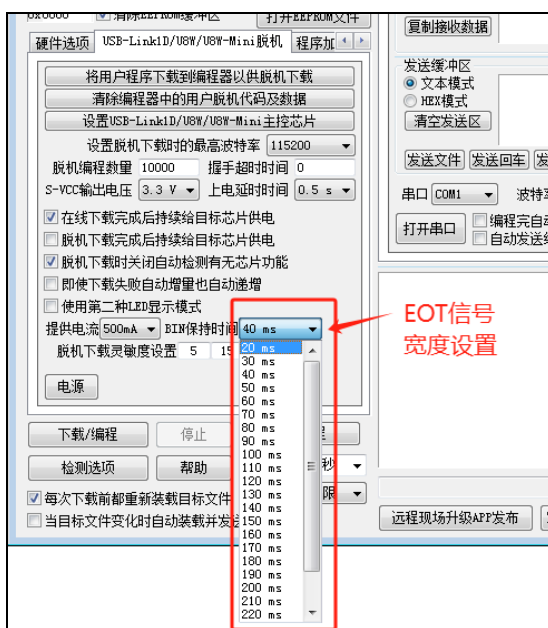 0x0000 清除EEPROM缓冲区 打开EEPROM文件
硬件选项 USB-Link1D/U8W/U8W-Mini脱机 程序加
将用户程序下载到编程器以供脱机下载
清除编程器中的用户脱机代码及数据
设置USB-Link1D/U8W/U8W-Mini主控芯片
设置脱机下载时的最高波特率 115200
脱机编程数量 10000 握手超时时间 0
S-VCC输出电压 3.3 V 上电延时时间 0.5 s
在线下载完成后持续给目标芯片供电
脱机下载完成后持续给目标芯片供电
脱机下载时关闭自动检测有无芯片功能
即使下载失败自动增量也自动递增
使用第二种LED显示模式
提供电流 500mA BIN保持时间 40 ms
脱机下载灵敏度设置 5 15
电源
20 ms
30 ms
40 ms
50 ms
60 ms
70 ms
80 ms
90 ms
100 ms
110 ms
120 ms
130 ms
140 ms
150 ms
160 ms
170 ms
180 ms
190 ms
200 ms
210 ms
220 ms
下载/编程 停止
检测选项 帮助 秒
每次下载前都重新装载目标文件 限
当目标文件变化时自动装载并发送
复制接收数据
发送缓冲区
文本模式
HEX模式
清空发送区
发送文件 发送回车 发
串口 COM1 波特率
打开串口 编程完自动
自动发送
EOT信号
宽度设置
远程现场升级APP发布